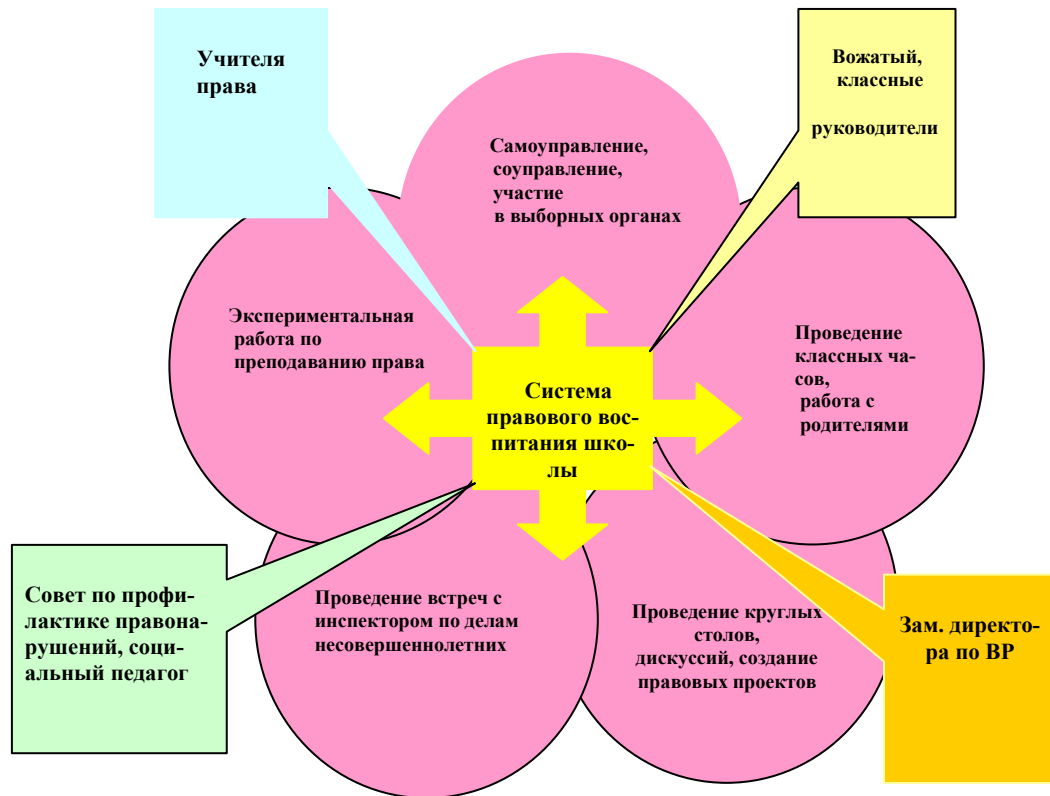 Учителя
права
Вожатый,
классные
руководители
Самоуправление,
соуправление,
участие
в выборных органах
Экспериментальная
работа по
преподаванию права
Проведение
классных ча-
сов,
работа с
родителями
Система
правового вос-
питания шко-
лы
Совет по профи-
лактике правона-
рушений, соци-
альный педагог
Проведение встреч с
инспектором по делам
несовершеннолетних
Проведение круглых
столов,
дискуссий, создание
правовых проектов
Зам. директо-
ра по ВР